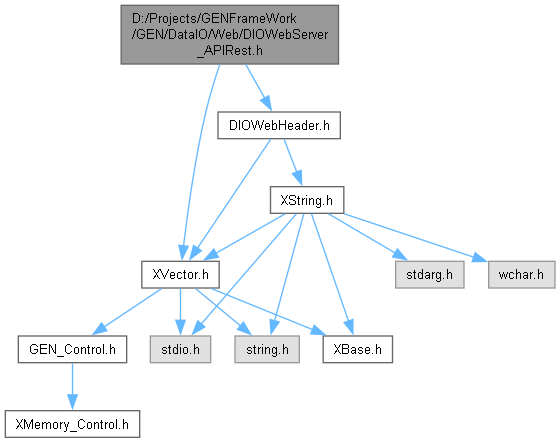 D:/Projects/GENFrameWork
/GEN/DataIO/Web/DIOWebServer
_APIRest.h
DIOWebHeader.h
XString.h
XVector.h
stdarg.h
wchar.h
GEN_Control.h
stdio.h
string.h
XBase.h
XMemory_Control.h